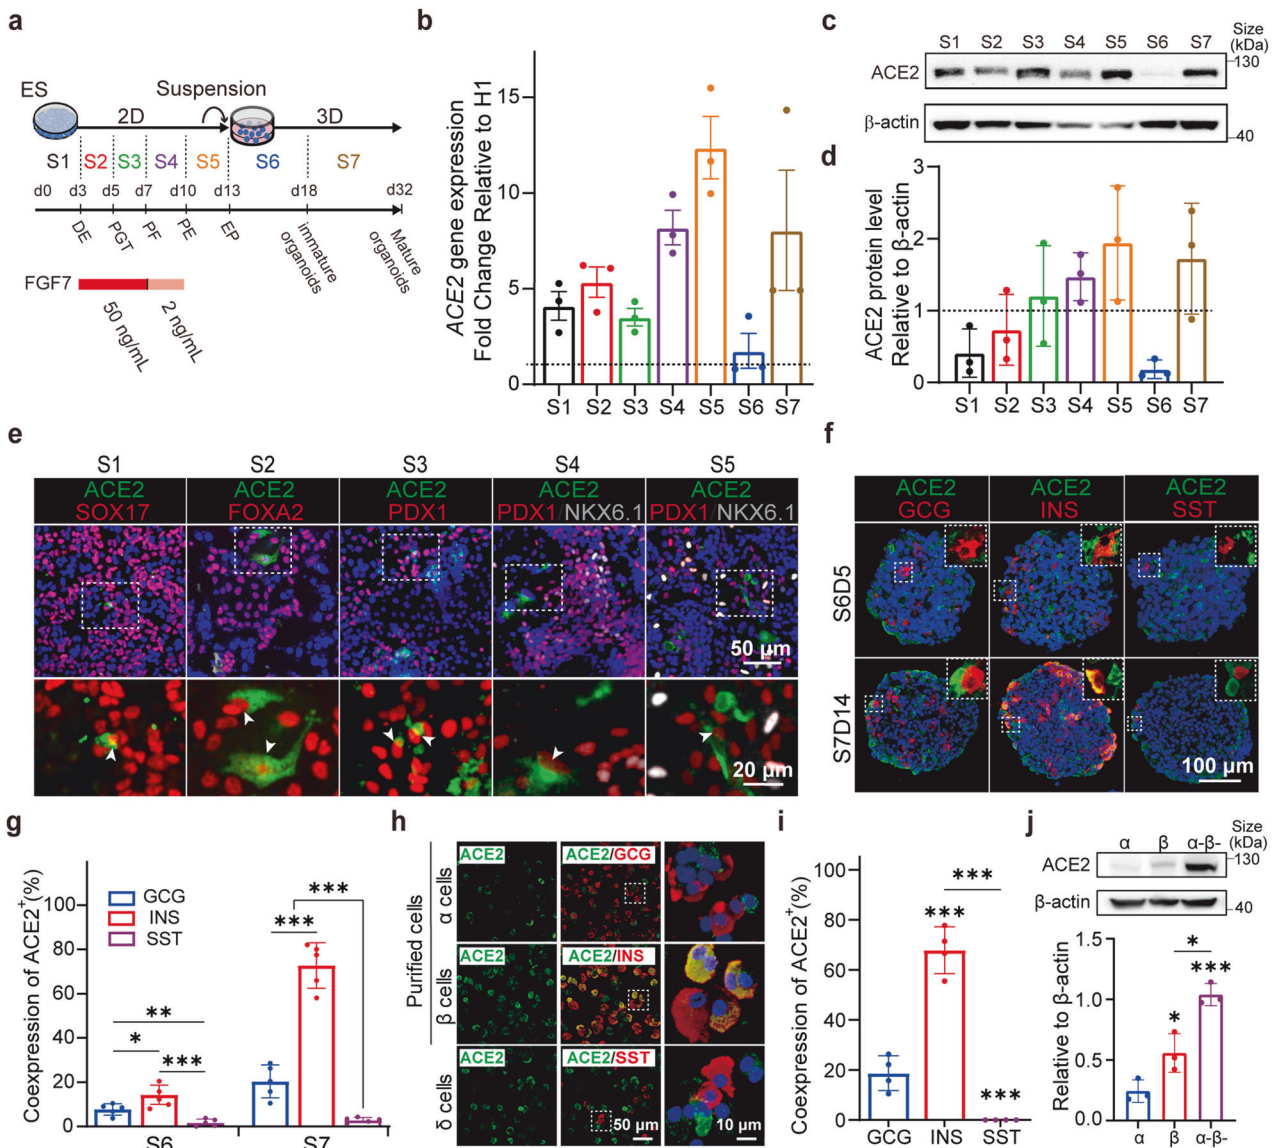 a
ES
Suspension
2D
3D
S1 S2 S3 S4 S5 S6 S7
d0 d3 d5 d7 d10 d13 d18 d32
DE
PGT
PF
PE
EP
immature
organoids
Mature
organoids
FGF7
50 ng/mL
2 ng/mL
b
ACE2 gene expression
Fold Change Relative to H1
15
10
5
0
S1 S2 S3 S4 S5 S6 S7
c
S1 S2 S3 S4 S5 S6 S7
Size
(kDa)
ACE2
130
β-actin
40
d
ACE2 protein level
Relative to β-actin
3
2
1
0
S1 S2 S3 S4 S5 S6 S7
e
S1 S2 S3 S4 S5
ACE2 ACE2 ACE2 ACE2 ACE2
SOX17 FOXA2 PDX1 PDX1/NKX6.1 PDX1/NKX6.1
50 μm
20 μm
f
ACE2 ACE2 ACE2
GCG INS SST
S6D5
S7D14
100 μm
g
Coexpression of ACE2+(%)
100
80
60
40
20
0
GCG
INS
SST
**
*
***
***
***
S6 S7
h
Purified cells
α cells
ACE2 ACE2/GCG
β cells
ACE2 ACE2/INS
δ cells
ACE2 ACE2/SST
50 μm 10 μm
i
Coexpression of ACE2+(%)
100
80
60
40
20
0
***
***
***
GCG INS SST
j
α β α-β-
Size
(kDa)
ACE2
130
β-actin
40
Relative to β-actin
1.5
1.0
0.5
0.0
*
*
***
α β α-β-